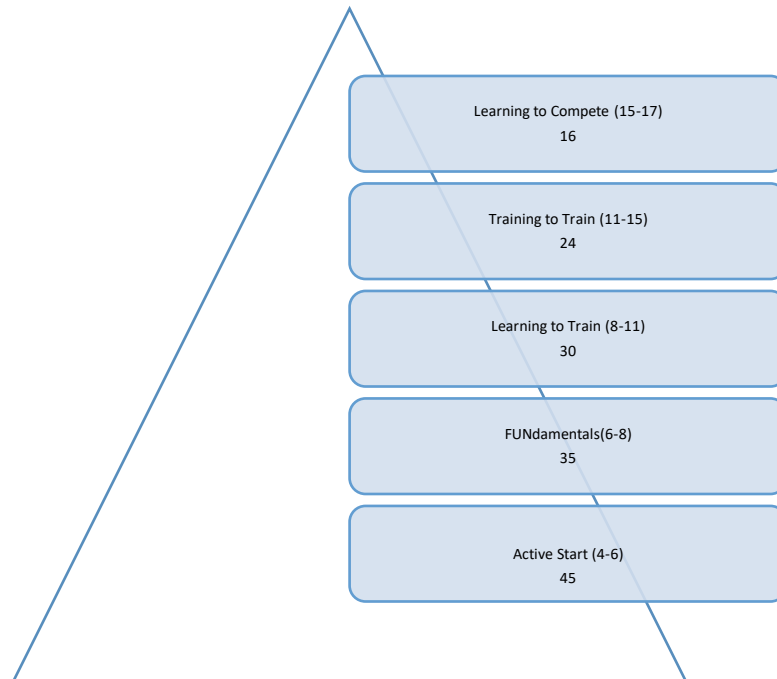 Learning to Compete (15-17)
16
Training to Train (11-15)
24
Learning to Train (8-11)
30
FUNdamentals(6-8)
35
Active Start (4-6)
45